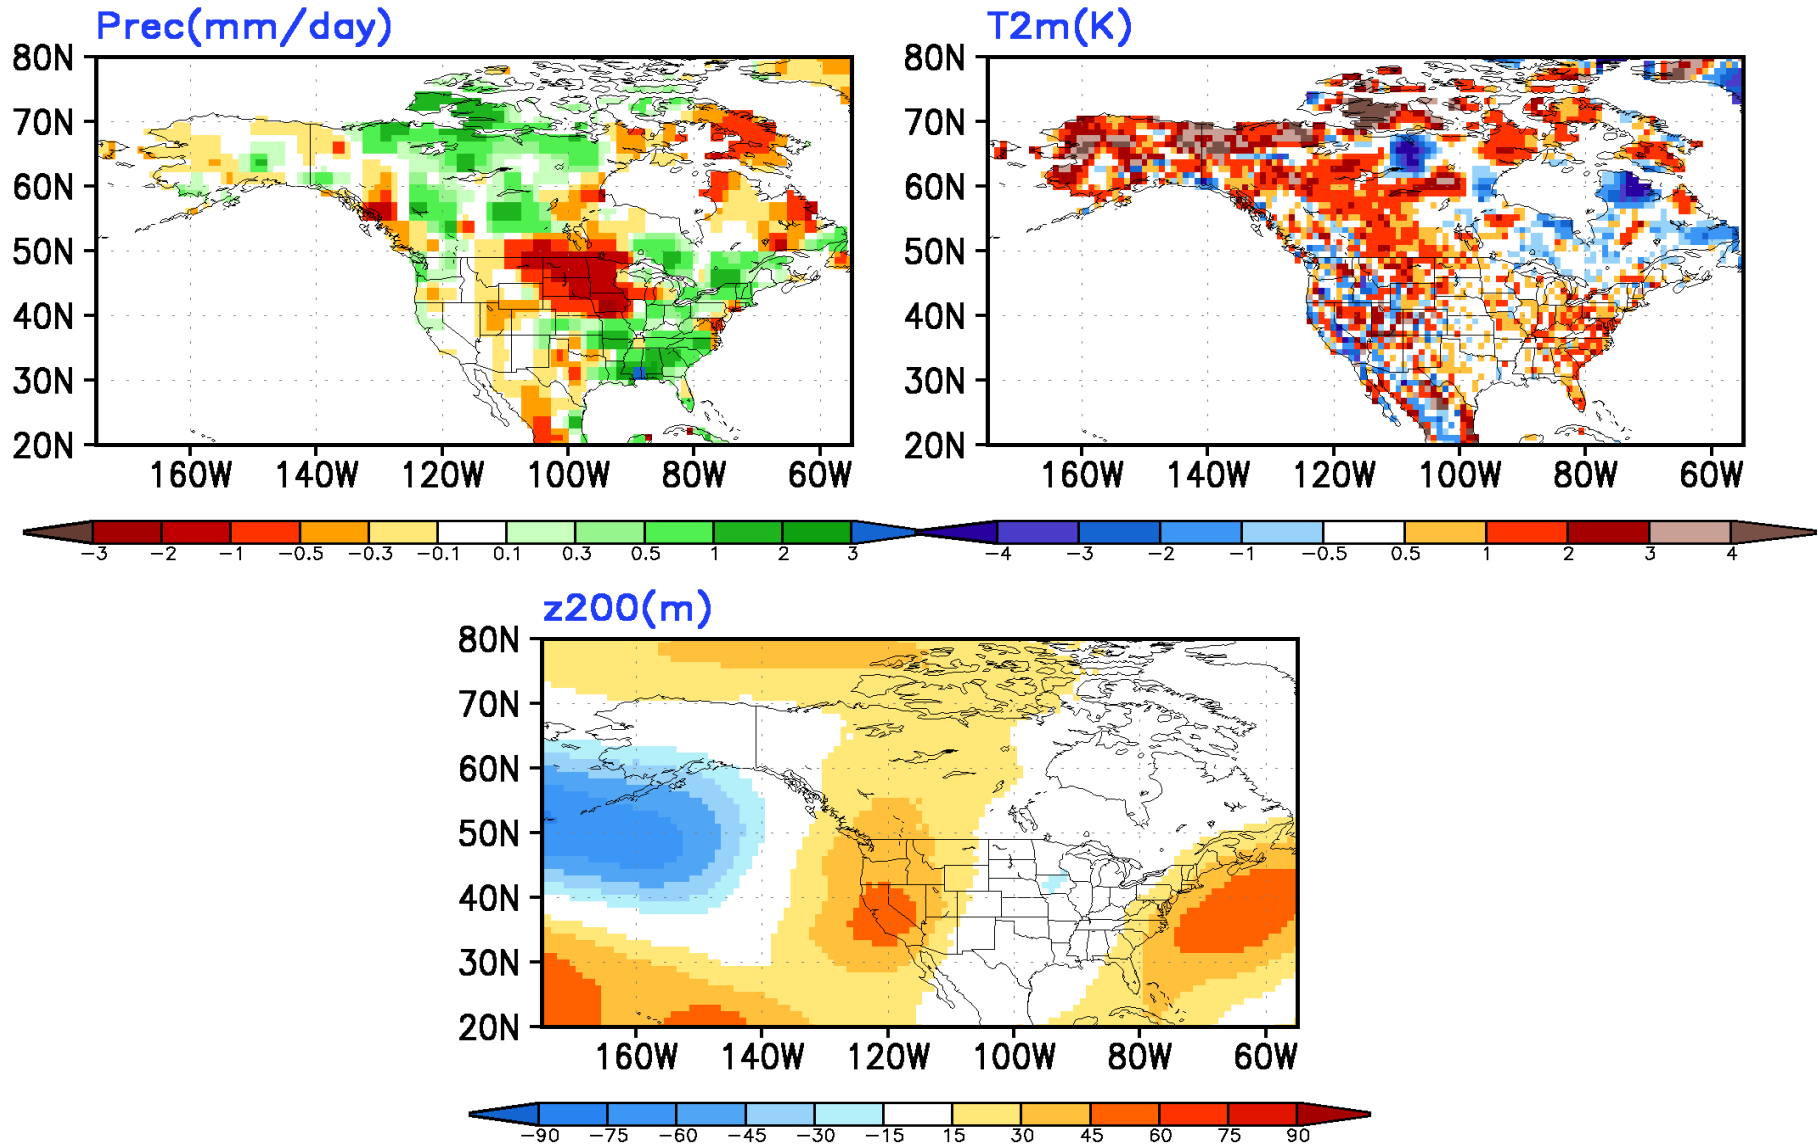 Prec(mm/day)
T2m(K)
80N
70N
60N
50N
40N
30N
20N
160W 140W 120W 100W 80W 60W
80N
70N
60N
50N
40N
30N
20N
160W 140W 120W 100W 80W 60W
-3 -2 -1 -0.5 -0.3 -0.1 0.1 0.3 0.5 1 2 3
-4 -3 -2 -1 -0.5 0.5 1 2 3 4
z200(m)
80N
70N
60N
50N
40N
30N
20N
160W 140W 120W 100W 80W 60W
-90 -75 -60 -45 -30 -15 15 30 45 60 75 90